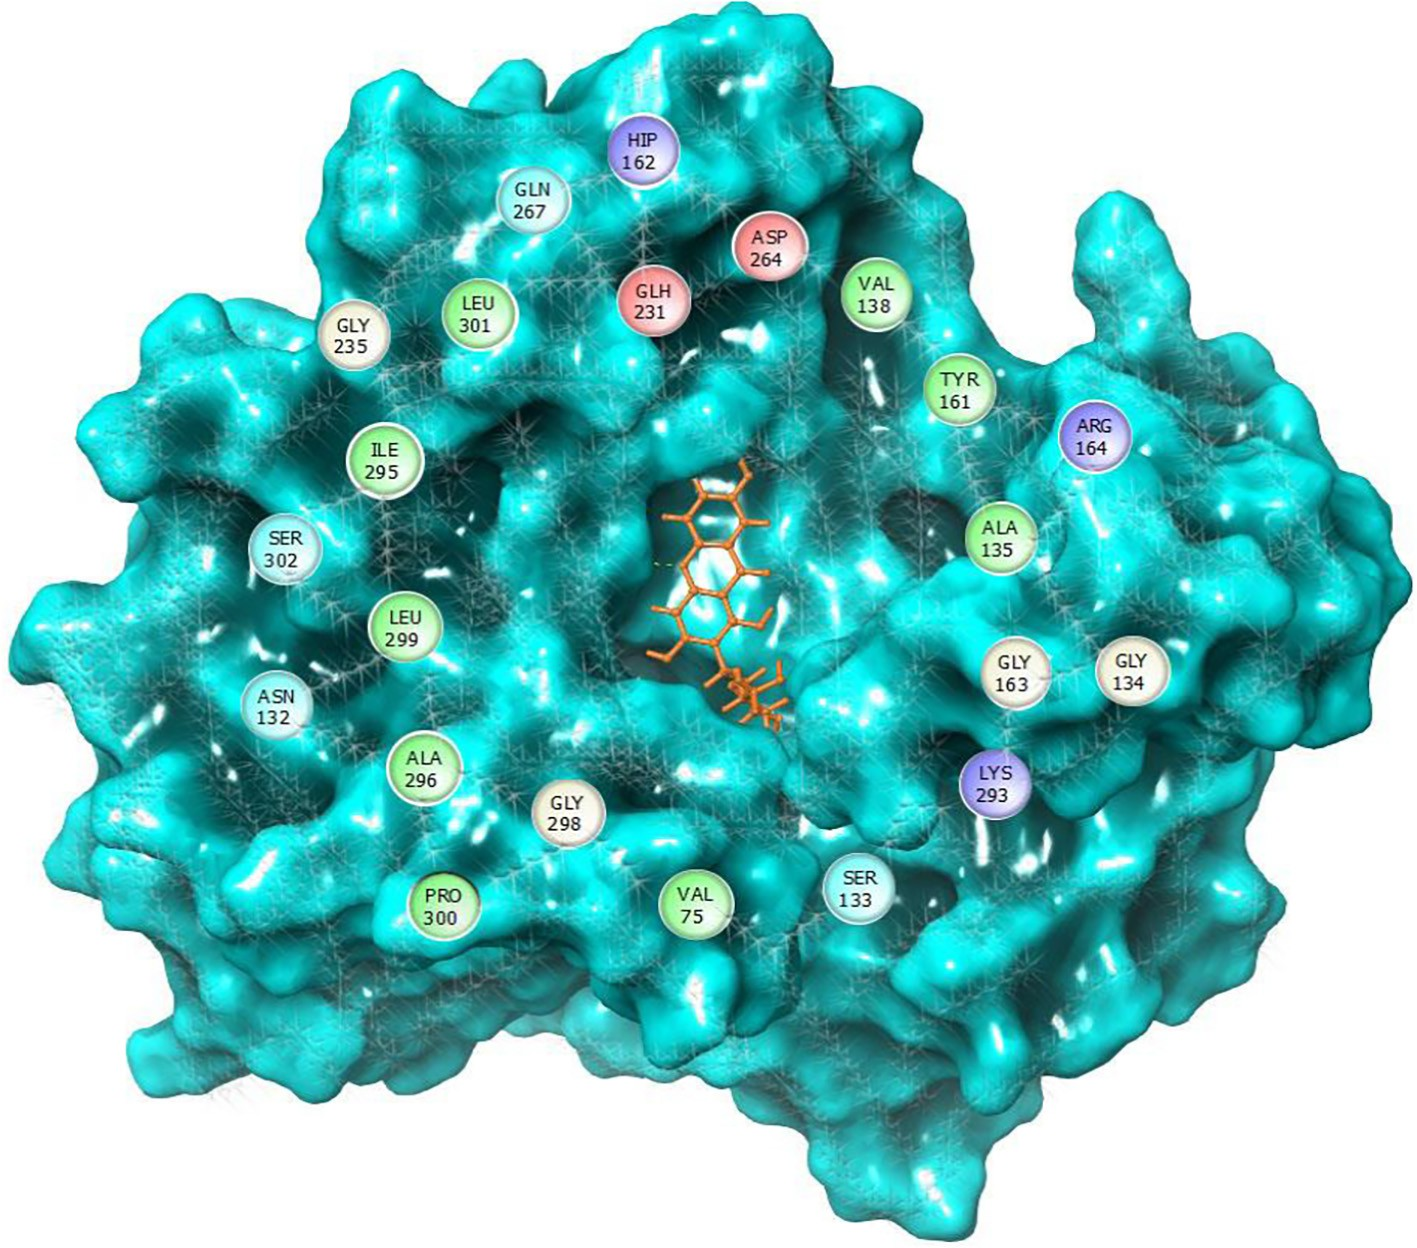 HIP
162
GLN
267
ASP
264
GLH
231
VAL
138
LEU
301
GLY
235
TYR
161
ARG
164
ILE
295
ALA
135
SER
302
LEU
299
GLY
163
GLY
134
ASN
132
ALA
296
LYS
293
GLY
298
SER
133
PRO
300
VAL
75